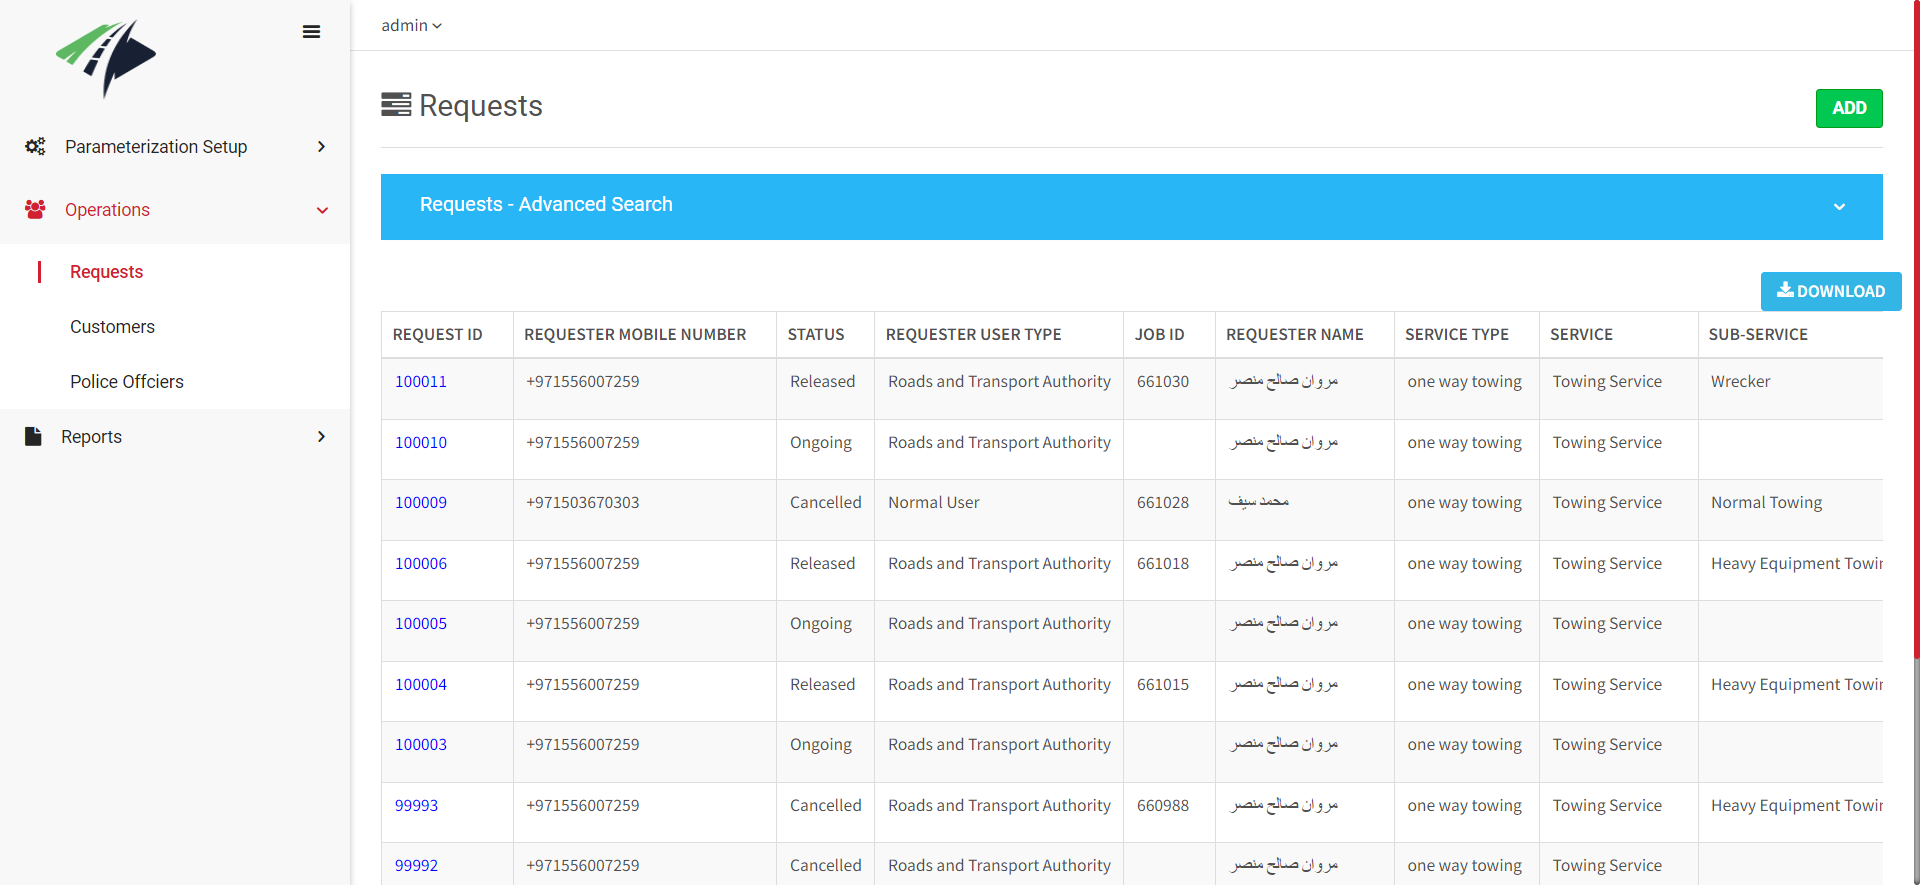 admin
Requests
ADD
Parameterization Setup
Operations
Requests
Customers
Police Offciers
Reports
Requests - Advanced Search
DOWNLOAD
REQUEST ID REQUESTER MOBILE NUMBER STATUS REQUESTER USER TYPE JOB ID REQUESTER NAME SERVICE TYPE SERVICE SUB-SERVICE
100011 +971556007259 Released Roads and Transport Authority 661030 مروان صالح منصر one way towing Towing Service Wrecker
100010 +971556007259 Ongoing Roads and Transport Authority مروان صالح منصر one way towing Towing Service
100009 +971503670303 Cancelled Normal User 661028 محمد سيف one way towing Towing Service Normal Towing
100006 +971556007259 Released Roads and Transport Authority 661018 مروان صالح منصر one way towing Towing Service Heavy Equipment Towin
100005 +971556007259 Ongoing Roads and Transport Authority مروان صالح منصر one way towing Towing Service
100004 +971556007259 Released Roads and Transport Authority 661015 مروان صالح منصر one way towing Towing Service Heavy Equipment Towin
100003 +971556007259 Ongoing Roads and Transport Authority مروان صالح منصر one way towing Towing Service
99993 +971556007259 Cancelled Roads and Transport Authority 660988 مروان صالح منصر one way towing Towing Service Heavy Equipment Towin
99992 +971556007259 Cancelled Roads and Transport Authority مروان صالح منصر one way towing Towing Service